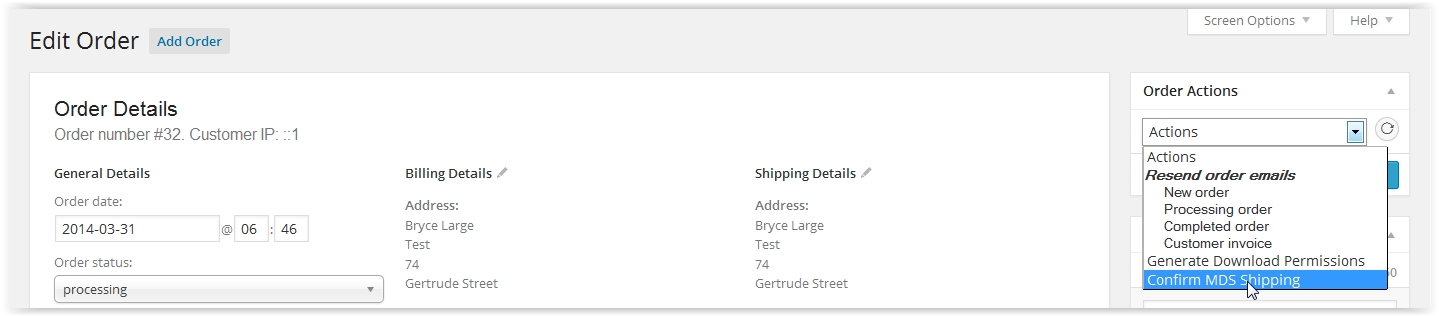 Screen Options
Help
Edit Order
Add Order
Order Details
Order number #32. Customer IP: ::1
General Details
Order date:
2014-03-31 @ 06 : 46
Order status:
processing
Billing Details
Address:
Bryce Large
Test
74
Gertrude Street
Shipping Details
Address:
Bryce Large
Test
74
Gertrude Street
Order Actions
Actions
Actions
Resend order emails
New order
Processing order
Completed order
Customer invoice
Generate Download Permissions
Confirm MDS Shipping